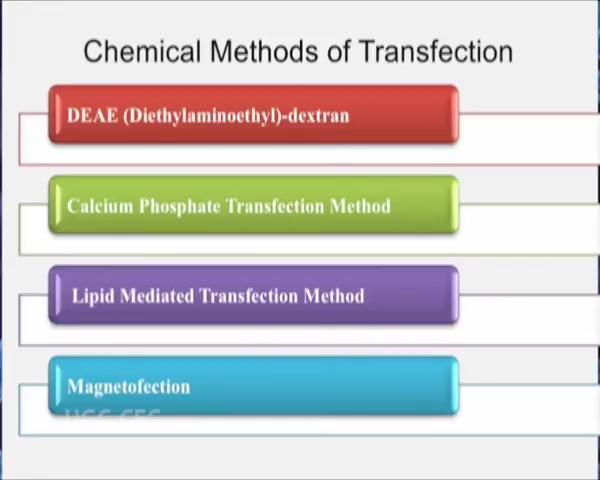 Chemical Methods of Transfection
DEAE (Diethylaminoethyl)-dextran
Calcium Phosphate Transfection Method
Lipid Mediated Transfection Method
Magnetofection